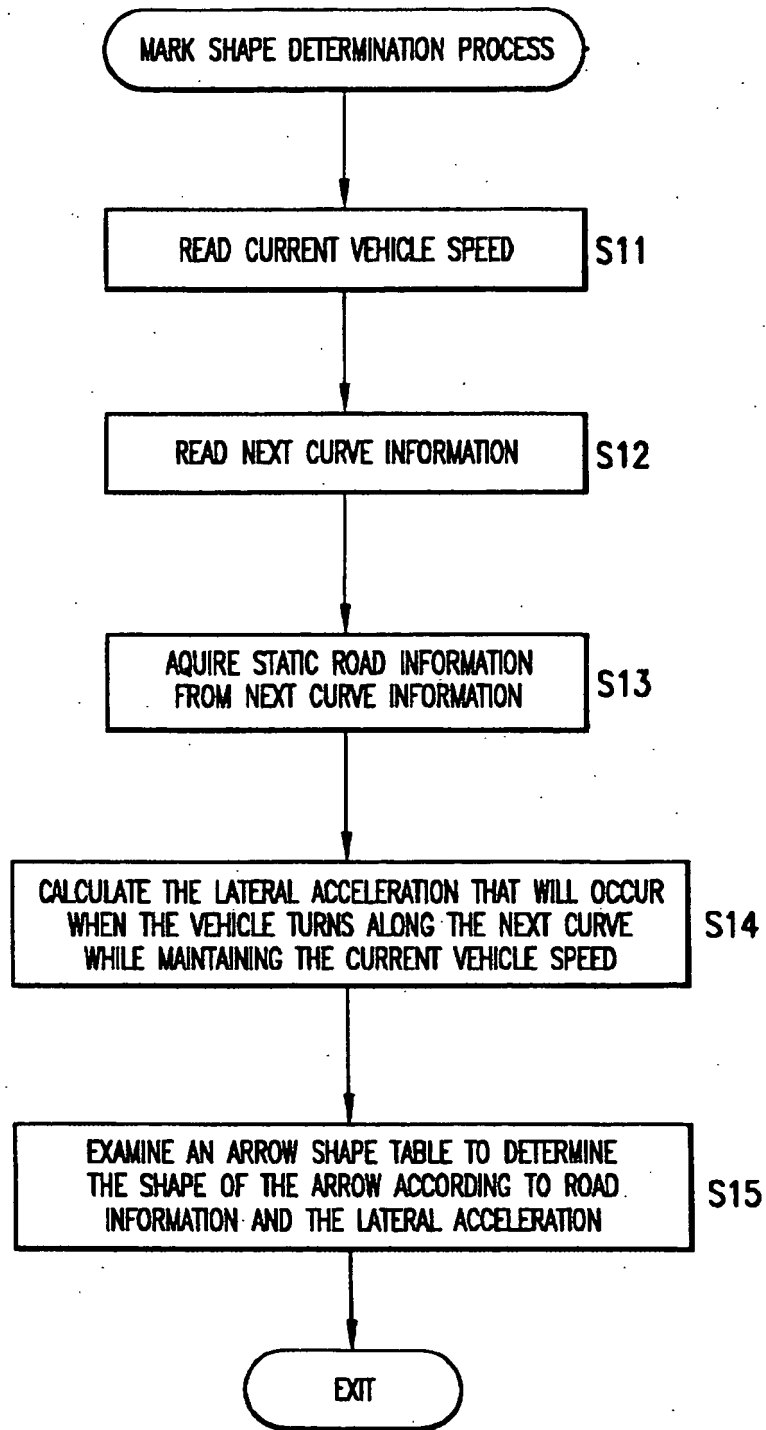 MARK SHAPE DETERMINATION PROCESS
READ CURRENT VEHICLE SPEED
S11
READ NEXT CURVE INFORMATION
S12
AQUIRE STATIC ROAD INFORMATION
FROM NEXT CURVE INFORMATION
S13
CALCULATE THE LATERAL ACCELERATION THAT WILL OCCUR
WHEN THE VEHICLE TURNS ALONG THE NEXT CURVE
WHILE MAINTAINING THE CURRENT VEHICLE SPEED
S14
EXAMINE AN ARROW SHAPE TABLE TO DETERMINE
THE SHAPE OF THE ARROW ACCORDING TO ROAD
INFORMATION AND THE LATERAL ACCELERATION
S15
EXIT